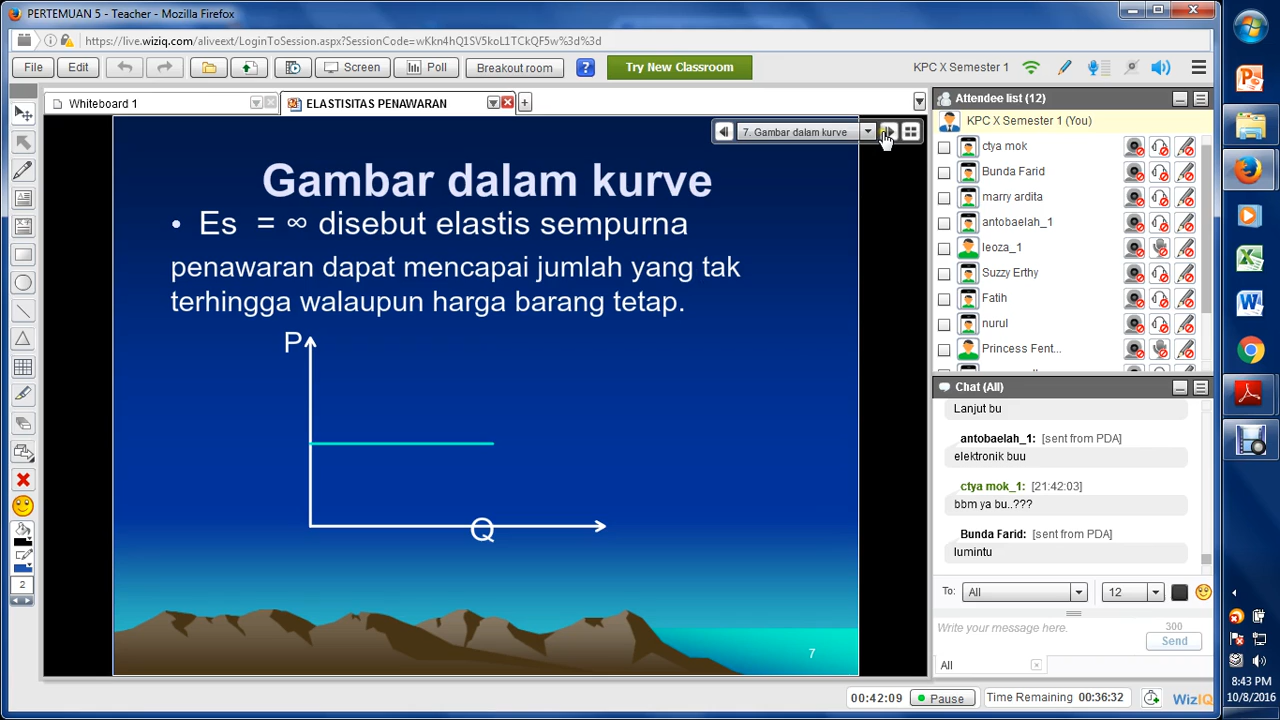 PERTEMUAN 5 - Teacher - Mozilla Firefox
https://live.wiziq.com/aliveext/LoginToSession.aspx?SessionCode=wKkn4hQ1SV5koL1TCkQF5w%3d%3d
File
Edit
Screen
Poll
Breakout room
?
Try New Classroom
KPC X Semester 1
Whiteboard 1
ELASTISITAS PENAWARAN
7. Gambar dalam kurve
Gambar dalam kurve
• Es = ∞ disebut elastis sempurna
penawaran dapat mencapai jumlah yang tak
terhingga walaupun harga barang tetap.
P
Q
7
2
Attendee list (12)
KPC X Semester 1 (You)
ctya mok
Bunda Farid
marry ardita
antobaelah_1
leoza_1
Suzzy Erthy
Fatih
nurul
Princess Fent...
Chat (All)
Lanjut bu
antobaelah_1: [sent from PDA]
elektronik buu
ctya mok_1: [21:42:03]
bbm ya bu..???
Bunda Farid: [sent from PDA]
lumintu
To: All 12
Write your message here. 300
Send
All
00:42:09 Pause Time Remaining 00:36:32 WizIQ
8:43 PM
10/8/2016